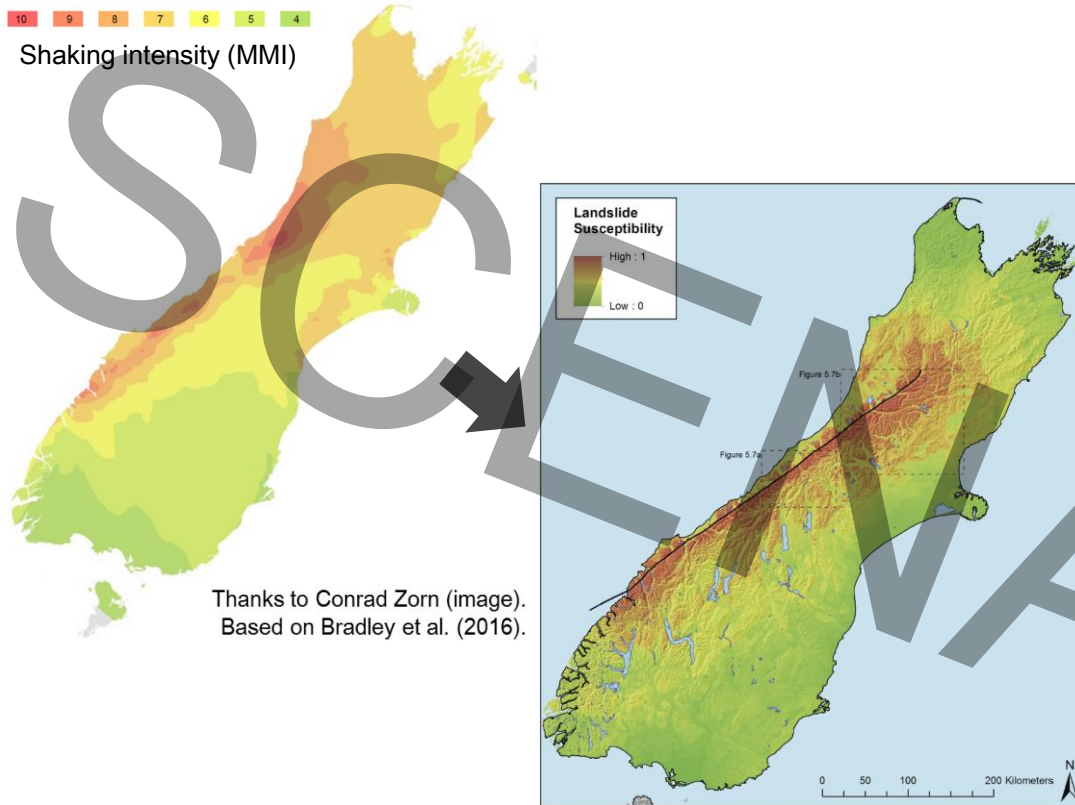 10 9 8 7 6 5 4
Shaking intensity (MMI)
Thanks to Conrad Zorn (image).
Based on Bradley et al. (2016).
SCENA
Landslide
Susceptibility
High : 1
Low : 0
Figure 5.7b
Figure 5.7a
N
0 50 100 200 Kilometers